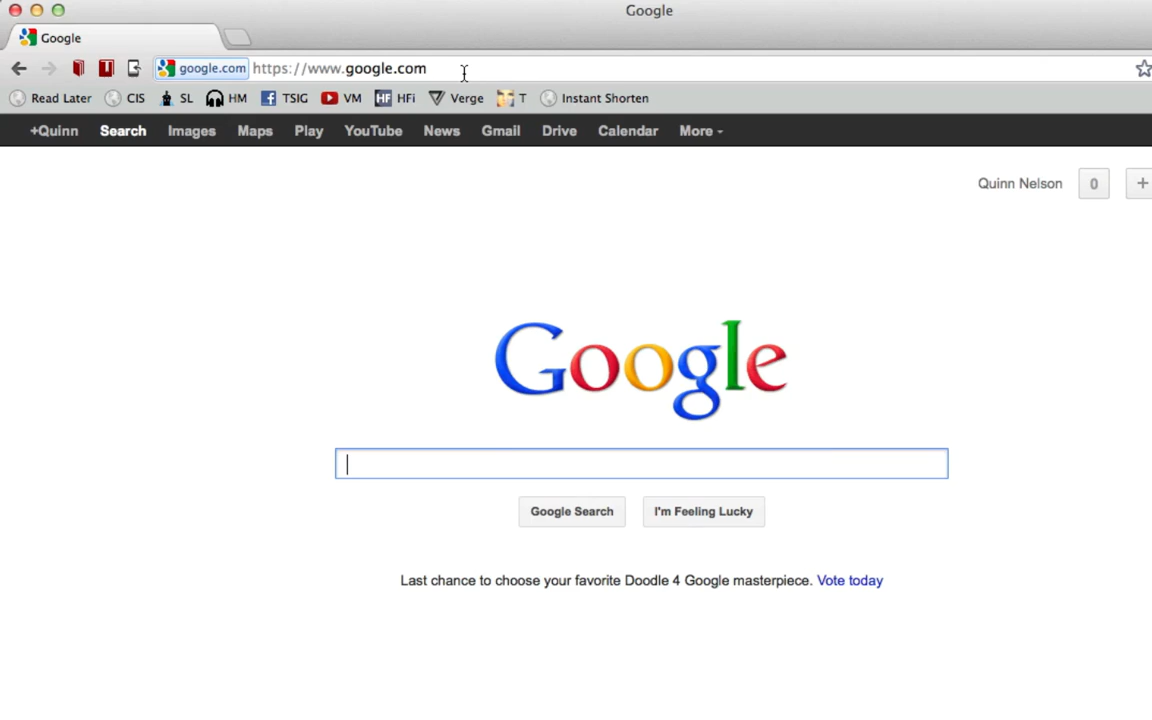 Google
Google
google.com https://www.google.com
Read Later CIS SL HM TSIG VM HF HFi Verge T Instant Shorten
+Quinn Search Images Maps Play YouTube News Gmail Drive Calendar More
Quinn Nelson 0 +
Google
Google Search I'm Feeling Lucky
Last chance to choose your favorite Doodle 4 Google masterpiece. Vote today